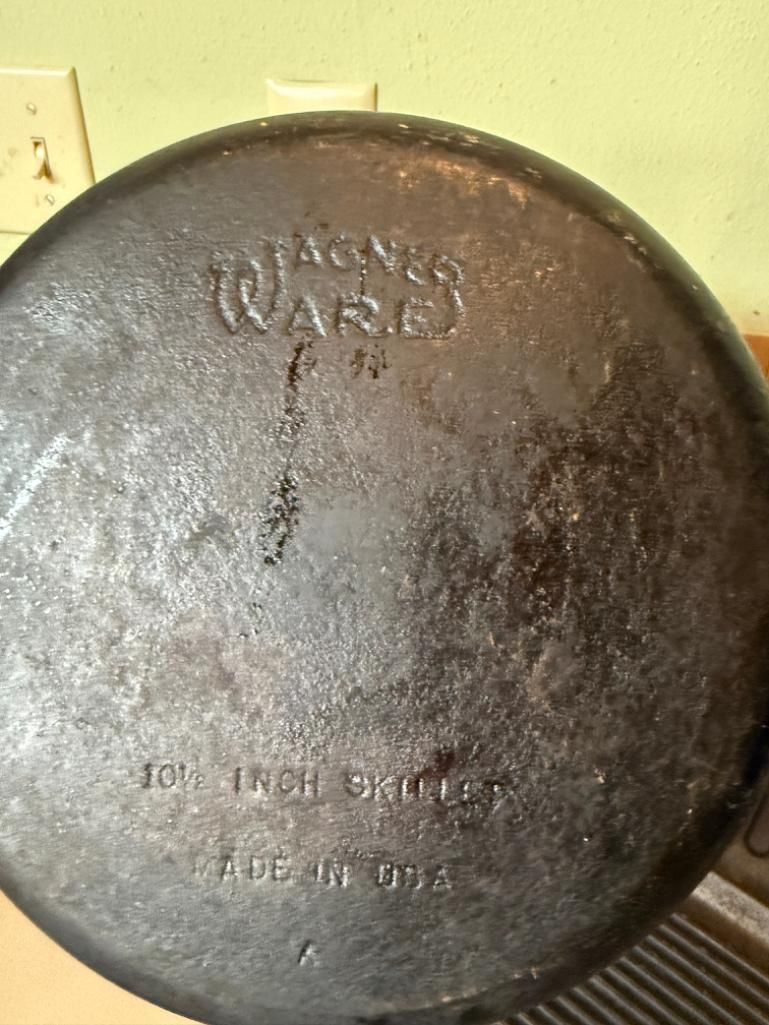 WAGNER
WARE
10½ INCH SKILLET
MADE IN USA
A